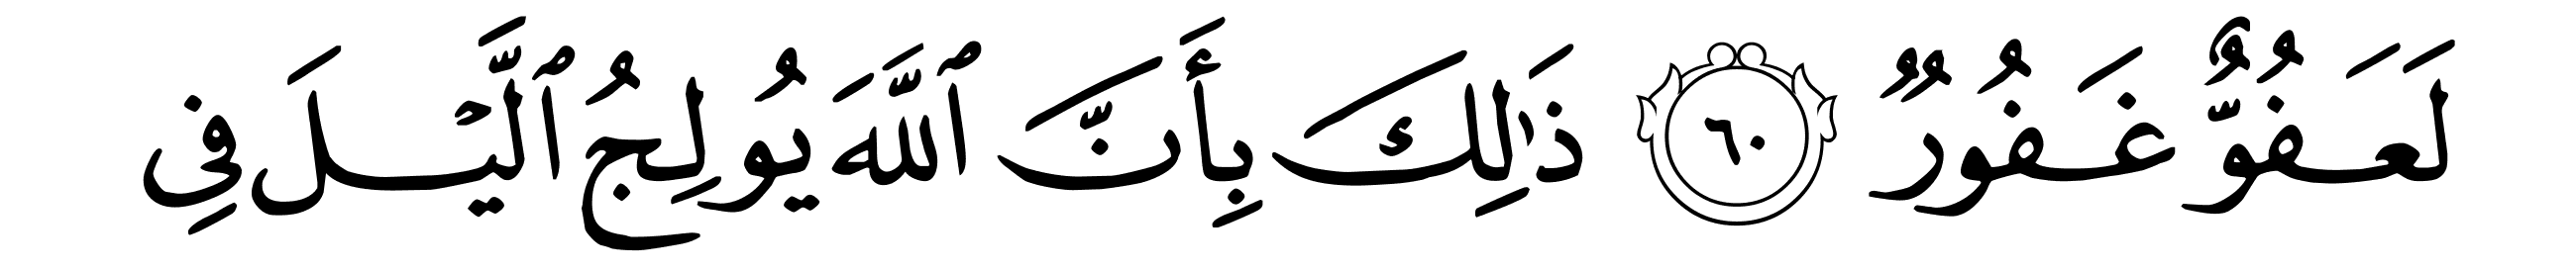 لَعَفُوٌّ غَفُورٌ ۝٦٠ ذَٰلِكَ بِأَنَّ ٱللَّهَ يُولِجُ ٱلَّيْلَ فِى